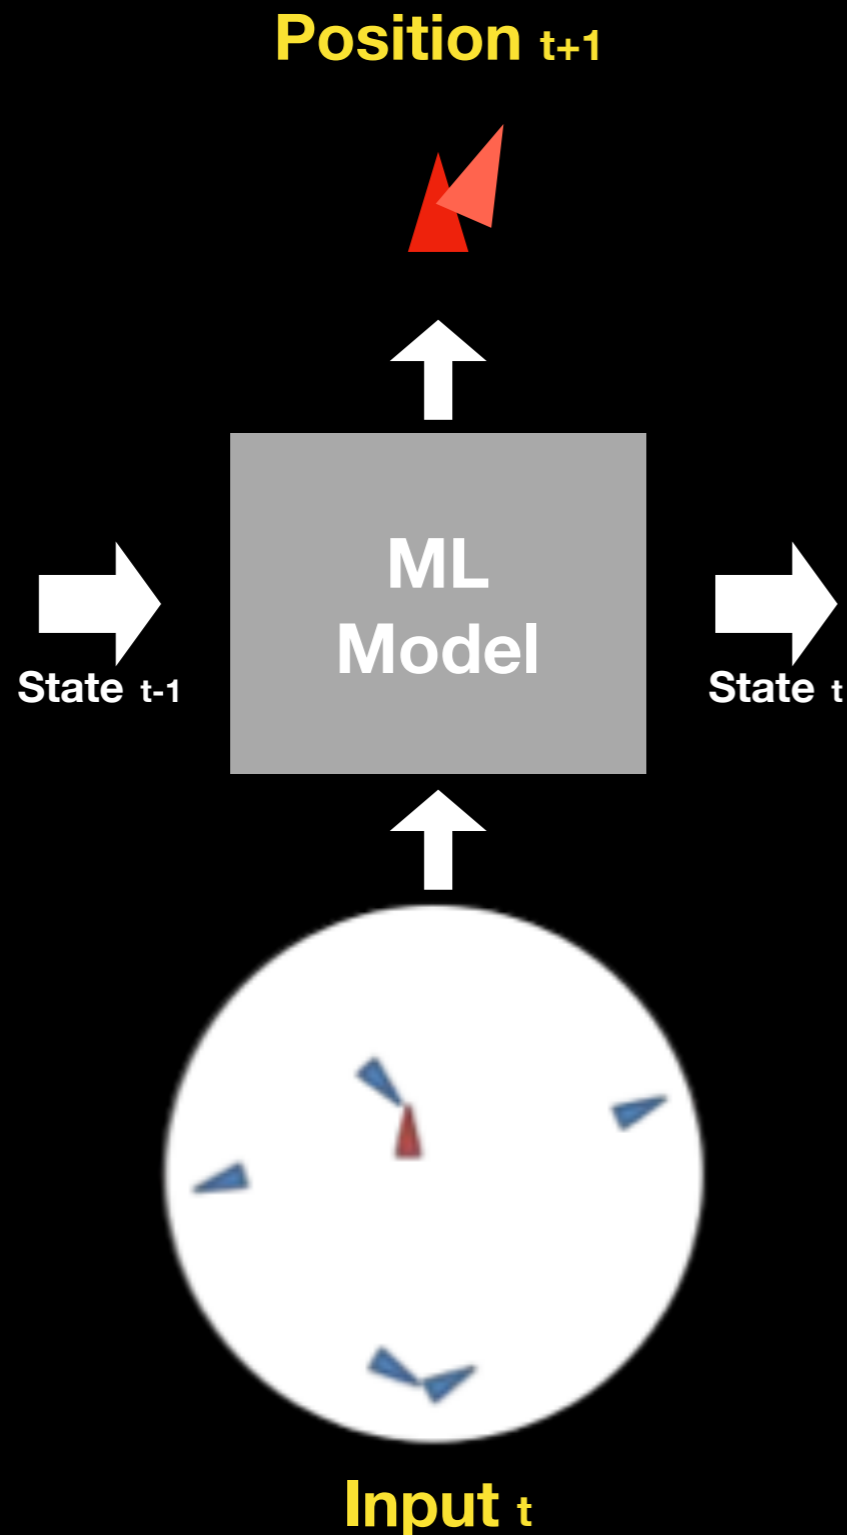 Position t+1
ML
Model
State t-1
State t
Input t